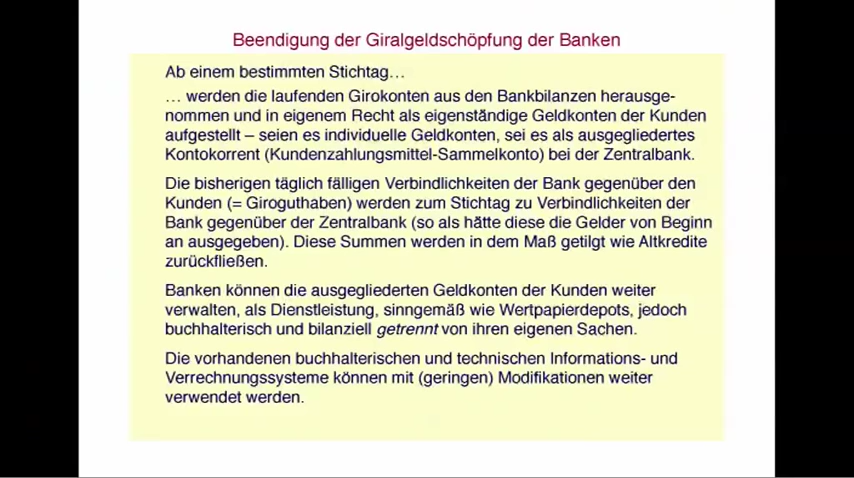 Beendigung der Giralgeldschöpfung der Banken
Ab einem bestimmten Stichtag…
… werden die laufenden Girokonten aus den Bankbilanzen herausge-
nommen und in eigenem Recht als eigenständige Geldkonten der Kunden
aufgestellt – seien es individuelle Geldkonten, sei es als ausgegliedertes
Kontokorrent (Kundenzahlungsmittel-Sammelkonto) bei der Zentralbank.
Die bisherigen täglich fälligen Verbindlichkeiten der Bank gegenüber den
Kunden (= Giroguthaben) werden zum Stichtag zu Verbindlichkeiten der
Bank gegenüber der Zentralbank (so als hätte diese die Gelder von Beginn
an ausgegeben). Diese Summen werden in dem Maß getilgt wie Altkredite
zurückfließen.
Banken können die ausgegliederten Geldkonten der Kunden weiter
verwalten, als Dienstleistung, sinngemäß wie Wertpapierdepots, jedoch
buchhalterisch und bilanziell getrennt von ihren eigenen Sachen.
Die vorhandenen buchhalterischen und technischen Informations- und
Verrechnungssysteme können mit (geringen) Modifikationen weiter
verwendet werden.